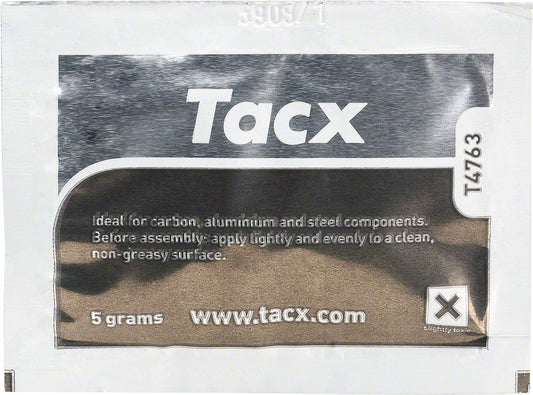 3909/1
Tacx
T4763
Ideal for carbon, aluminium and steel components.
Before assembly: apply lightly and evenly to a clean,
non-greasy surface.
5 grams www.tacx.com
slightly toxic